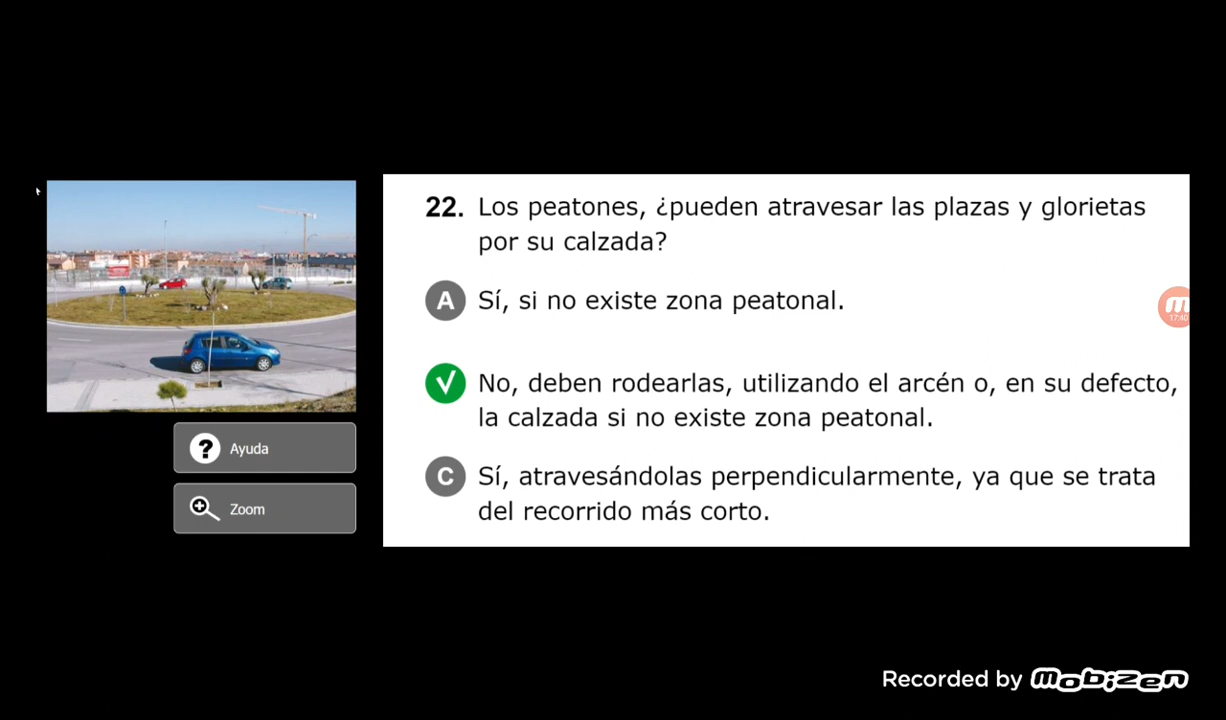 22. Los peatones, ¿pueden atravesar las plazas y glorietas
por su calzada?
A Sí, si no existe zona peatonal.
√ No, deben rodearlas, utilizando el arcén o, en su defecto,
la calzada si no existe zona peatonal.
C Sí, atravesándolas perpendicularmente, ya que se trata
del recorrido más corto.
? Ayuda
Zoom
m
17:40
Recorded by mobizen